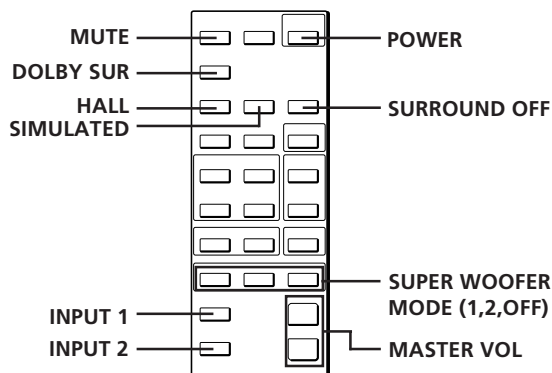 MUTE
DOLBY SUR
HALL
SIMULATED
INPUT 1
INPUT 2
POWER
SURROUND OFF
SUPER WOOFER
MODE (1,2,OFF)
MASTER VOL